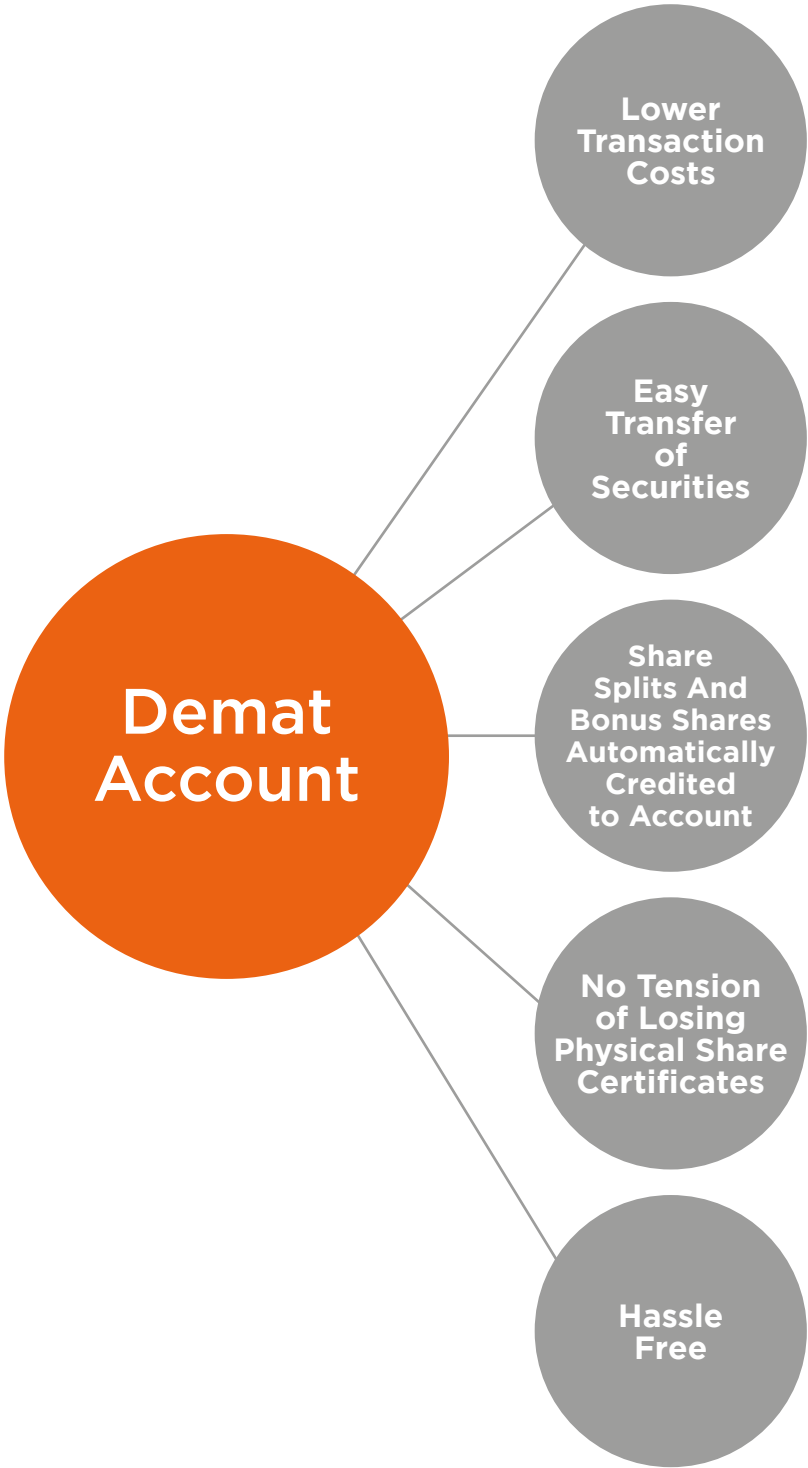 Lower
Transaction
Costs
Easy
Transfer
of
Securities
Demat
Account
Share
Splits And
Bonus Shares
Automatically
Credited
to Account
No Tension
of Losing
Physical Share
Certificates
Hassle
Free